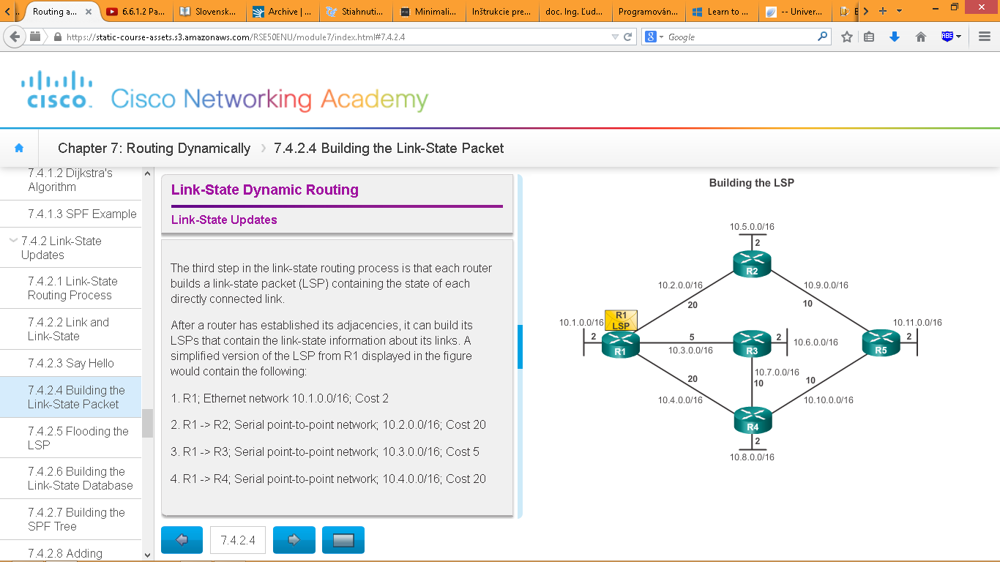 Routing a...
6.6.1.2 Pa...
Slovensk...
Archive | ...
Stiahnuti...
Minimali...
Inštrukcie pre...
doc. Ing. Ľud...
Programován...
Learn to ...
-- Univer...
https://static-course-assets.s3.amazonaws.com/RSE50ENU/module7/index.html#7.4.2.4
Google
ABE
CISCO
Cisco Networking Academy
Chapter 7: Routing Dynamically
7.4.2.4 Building the Link-State Packet
7.4.1.2 Dijkstra's
Algorithm
7.4.1.3 SPF Example
7.4.2 Link-State
Updates
7.4.2.1 Link-State
Routing Process
7.4.2.2 Link and
Link-State
7.4.2.3 Say Hello
7.4.2.4 Building the
Link-State Packet
7.4.2.5 Flooding the
LSP
7.4.2.6 Building the
Link-State Database
7.4.2.7 Building the
SPF Tree
7.4.2.8 Adding
Link-State Dynamic Routing
Link-State Updates
The third step in the link-state routing process is that each router
builds a link-state packet (LSP) containing the state of each
directly connected link.
After a router has established its adjacencies, it can build its
LSPs that contain the link-state information about its links. A
simplified version of the LSP from R1 displayed in the figure
would contain the following:
1. R1; Ethernet network 10.1.0.0/16; Cost 2
2. R1 -> R2; Serial point-to-point network; 10.2.0.0/16; Cost 20
3. R1 -> R3; Serial point-to-point network; 10.3.0.0/16; Cost 5
4. R1 -> R4; Serial point-to-point network; 10.4.0.0/16; Cost 20
7.4.2.4
Building the LSP
10.5.0.0/16
2
R2
10.2.0.0/16
20
10.9.0.0/16
10
R1
LSP
10.1.0.0/16
2
R1
5
10.3.0.0/16
R3
2
10.6.0.0/16
10.11.0.0/16
2
R5
10.7.0.0/16
10
20
10.4.0.0/16
10
10.10.0.0/16
R4
2
10.8.0.0/16